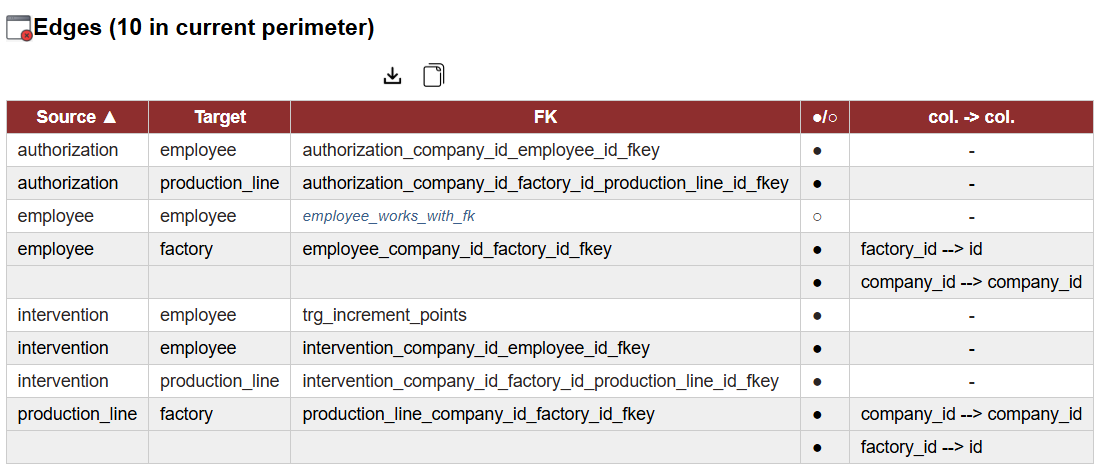 Edges (10 in current perimeter)
Source ▲ Target FK ●/○ col. -> col.
authorization employee authorization_company_id_employee_id_fkey ● -
authorization production_line authorization_company_id_factory_id_production_line_id_fkey ● -
employee employee employee_works_with_fk ○ -
employee factory employee_company_id_factory_id_fkey ● factory_id --> id
● company_id --> company_id
intervention employee trg_increment_points ● -
intervention employee intervention_company_id_employee_id_fkey ● -
intervention production_line intervention_company_id_factory_id_production_line_id_fkey ● -
production_line factory production_line_company_id_factory_id_fkey ● company_id --> company_id
● factory_id --> id